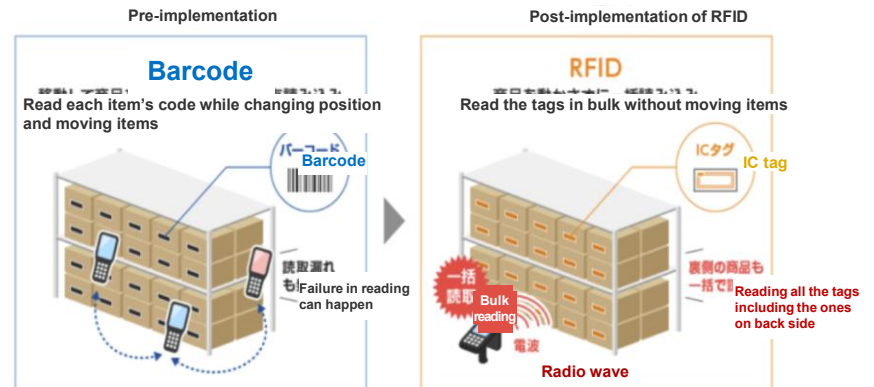 Pre-implementation
Post-implementation of RFID
Barcode
Read each item's code while changing position
and moving items
バーコード
Barcode
読取漏れ
も
Failure in reading
can happen
RFID
Read the tags in bulk without moving items
ICタグ
IC tag
一括
読取
Bulk
reading
電波
Radio wave
裏側の商品も
一括で
Reading all the tags
including the ones
on back side